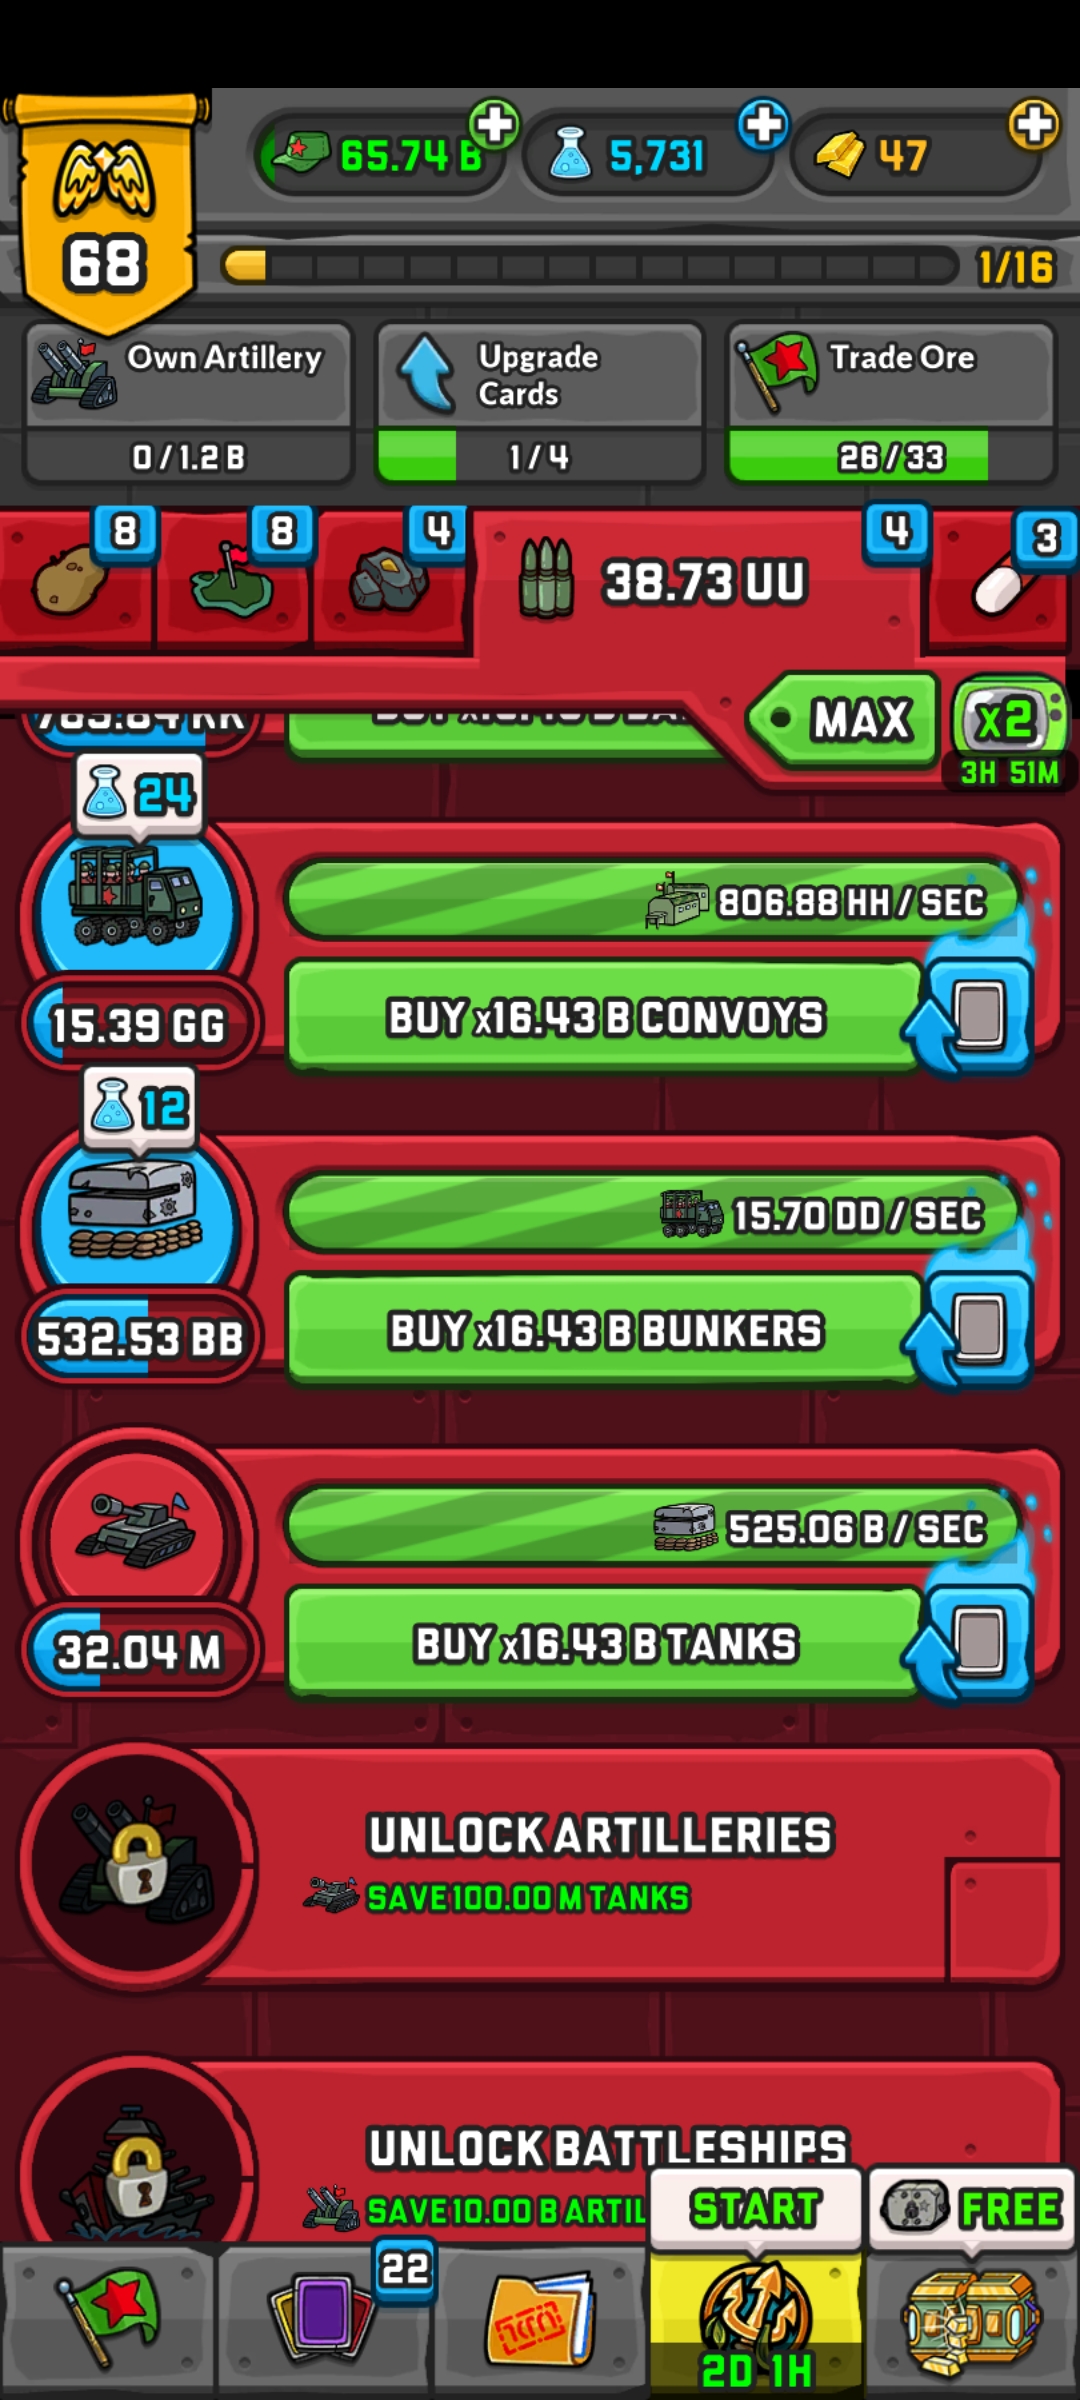 65.74 B
5,731
47
68
1/16
Own Artillery
0/1.2 B
Upgrade
Cards
1/4
Trade Ore
26/33
8
8
4
38.73 UU
4
3
MAX
x2
3H 51M
24
806.88 HH/SEC
15.39 GG
BUY x16.43 B CONVOYS
12
15.70 DD/SEC
532.53 BB
BUY x16.43 B BUNKERS
525.06 B/SEC
32.04 M
BUY x16.43 B TANKS
UNLOCK ARTILLERIES
SAVE 100.00 M TANKS
UNLOCK BATTLESHIPS
SAVE 10.00 B ARTIL
START
FREE
22
2D 1H